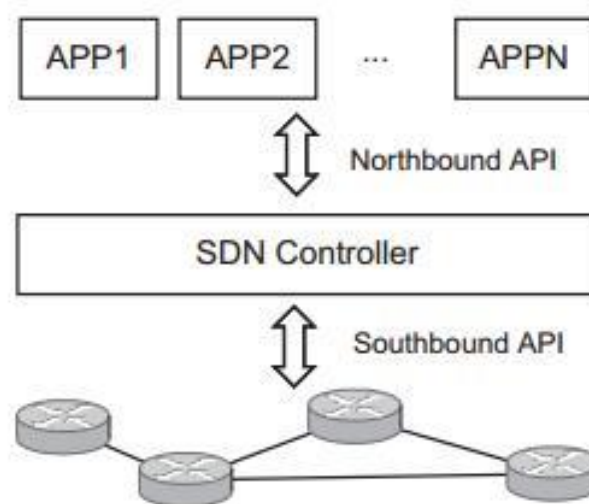 APP1 APP2 ... APPN
Northbound API
SDN Controller
Southbound API